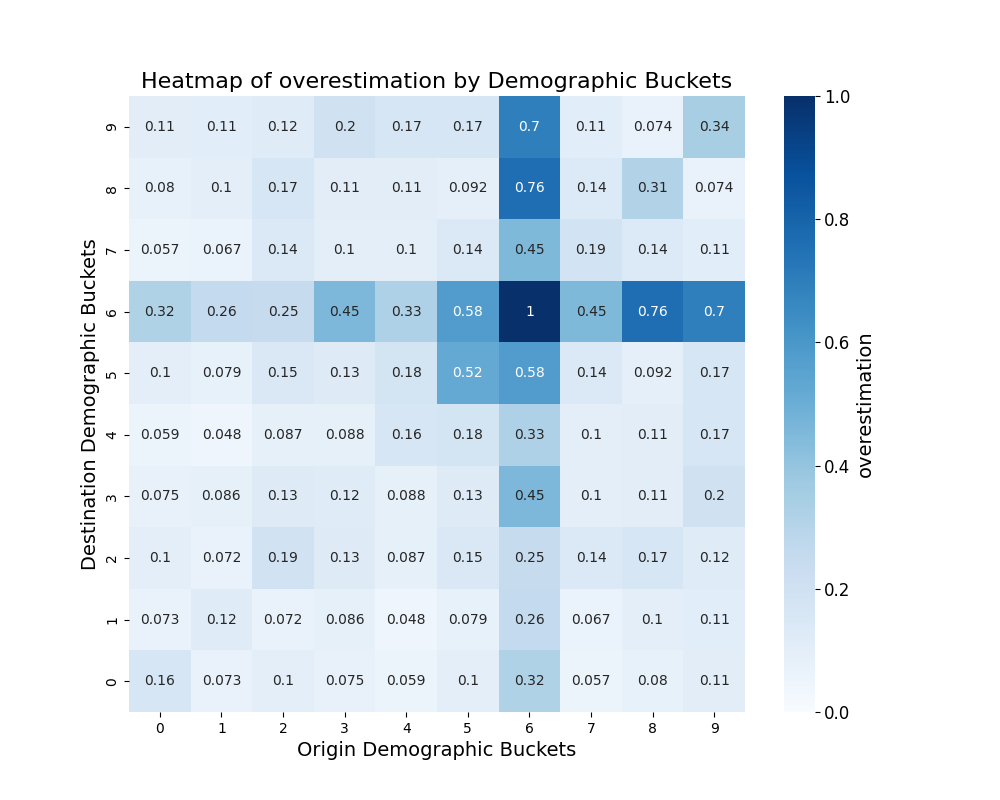 Heatmap of overestimation by Demographic Buckets
9 0.11 0.11 0.12 0.2 0.17 0.17 0.7 0.11 0.074 0.34
8 0.08 0.1 0.17 0.11 0.11 0.092 0.76 0.14 0.31 0.074
7 0.057 0.067 0.14 0.1 0.1 0.14 0.45 0.19 0.14 0.11
6 0.32 0.26 0.25 0.45 0.33 0.58 1 0.45 0.76 0.7
5 0.1 0.079 0.15 0.13 0.18 0.52 0.58 0.14 0.092 0.17
4 0.059 0.048 0.087 0.088 0.16 0.18 0.33 0.1 0.11 0.17
3 0.075 0.086 0.13 0.12 0.088 0.13 0.45 0.1 0.11 0.2
2 0.1 0.072 0.19 0.13 0.087 0.15 0.25 0.14 0.17 0.12
1 0.073 0.12 0.072 0.086 0.048 0.079 0.26 0.067 0.1 0.11
0 0.16 0.073 0.1 0.075 0.059 0.1 0.32 0.057 0.08 0.11
0 1 2 3 4 5 6 7 8 9
Origin Demographic Buckets
Destination Demographic Buckets
1.0
0.8
0.6
0.4
0.2
0.0
overestimation